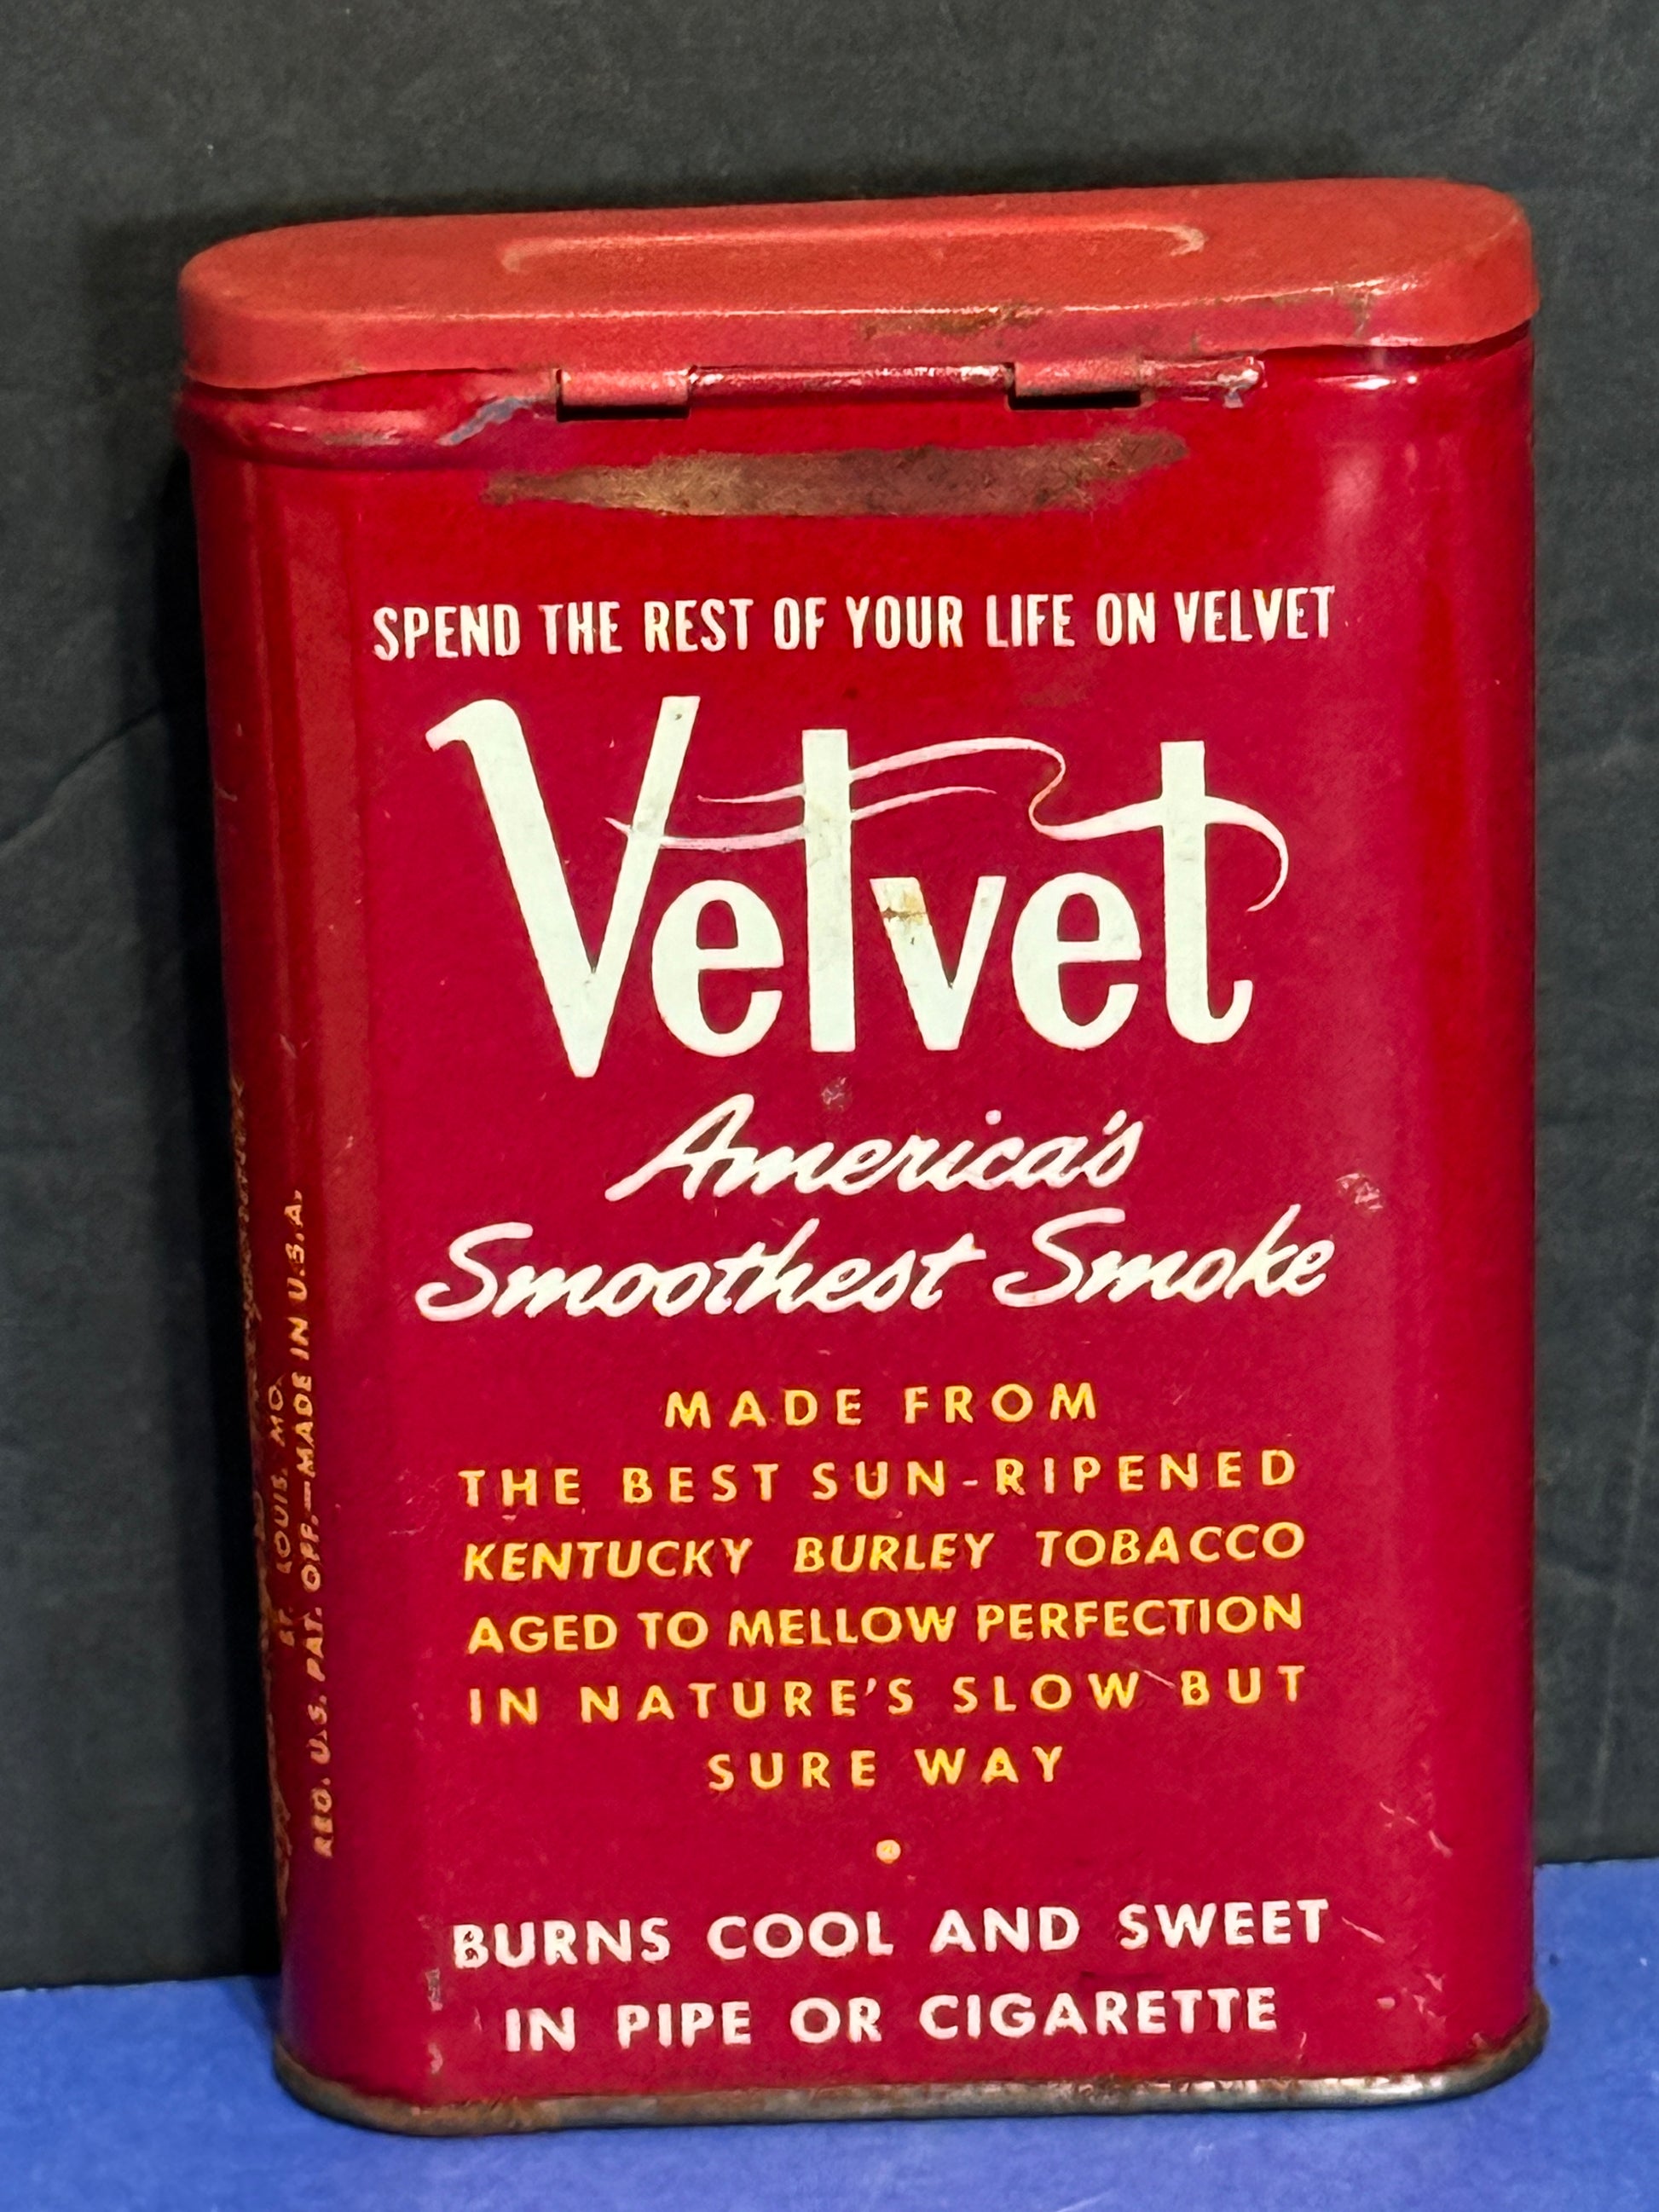 SPEND THE REST OF YOUR LIFE ON VELVET
Velvet
America's
Smoothest Smoke
MADE FROM
THE BEST SUN-RIPENED
KENTUCKY BURLEY TOBACCO
AGED TO MELLOW PERFECTION
IN NATURE'S SLOW BUT
SURE WAY
BURNS COOL AND SWEET
IN PIPE OR CIGARETTE
ST. LOUIS, MO.
REG. U.S. PAT. OFF.—MADE IN U.S.A.